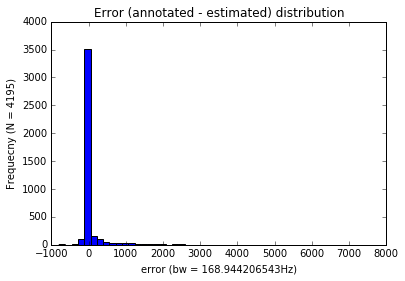 Error (annotated - estimated) distribution
4000
3500
3000
2500
2000
1500
1000
500
0
Frequecny (N = 4195)
−1000 0 1000 2000 3000 4000 5000 6000 7000 8000
error (bw = 168.944206543Hz)